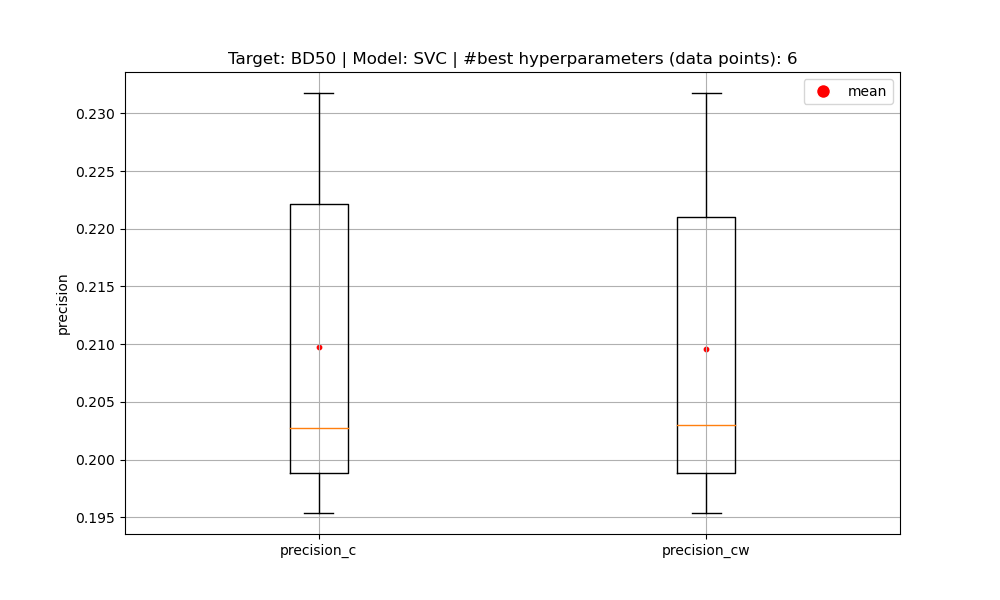 Target: BD50 | Model: SVC | #best hyperparameters (data points): 6
mean
0.230
0.225
0.220
0.215
0.210
0.205
0.200
0.195
precision
precision_c
precision_cw